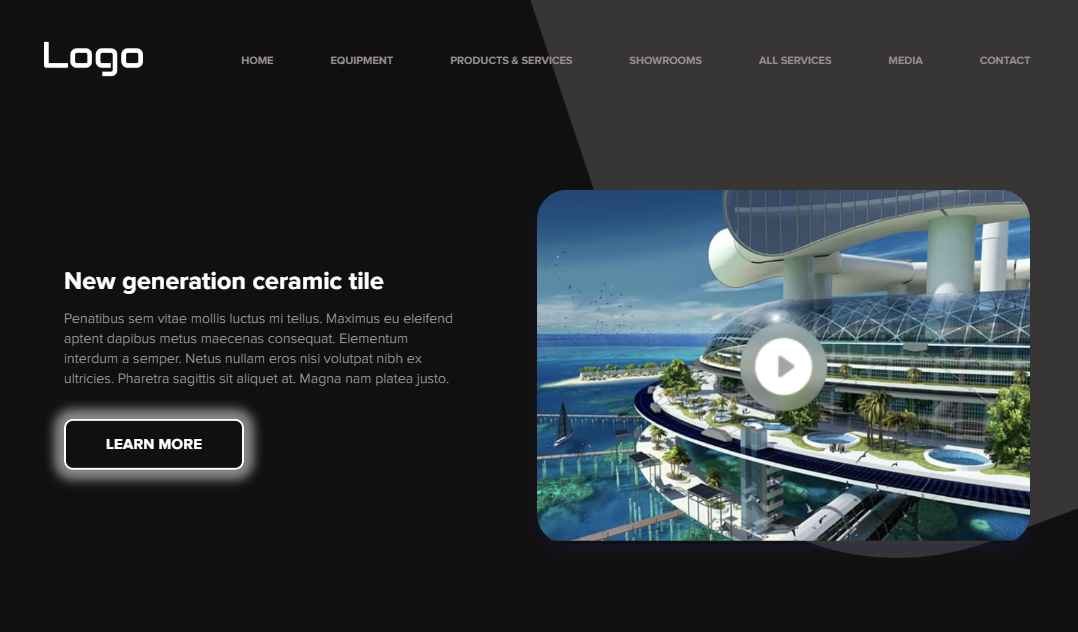 Logo
HOME
EQUIPMENT
PRODUCTS & SERVICES
SHOWROOMS
ALL SERVICES
MEDIA
CONTACT
New generation ceramic tile
Penatibus sem vitae mollis luctus mi tellus. Maximus eu eleifend
aptent dapibus metus maecenas consequat. Elementum
interdum a semper. Netus nullam eros nisi volutpat nibh ex
ultricies. Pharetra sagittis sit aliquet at. Magna nam platea justo.
LEARN MORE